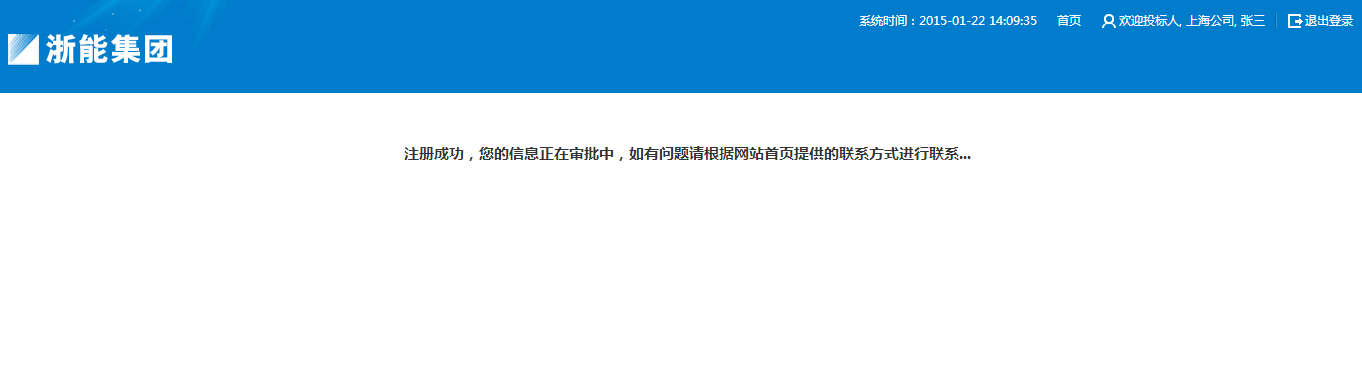 系统时间：2015-01-22 14:09:35 首页 欢迎投标人, 上海公司, 张三 退出登录
浙能集团
注册成功，您的信息正在审批中，如有问题请根据网站首页提供的联系方式进行联系...